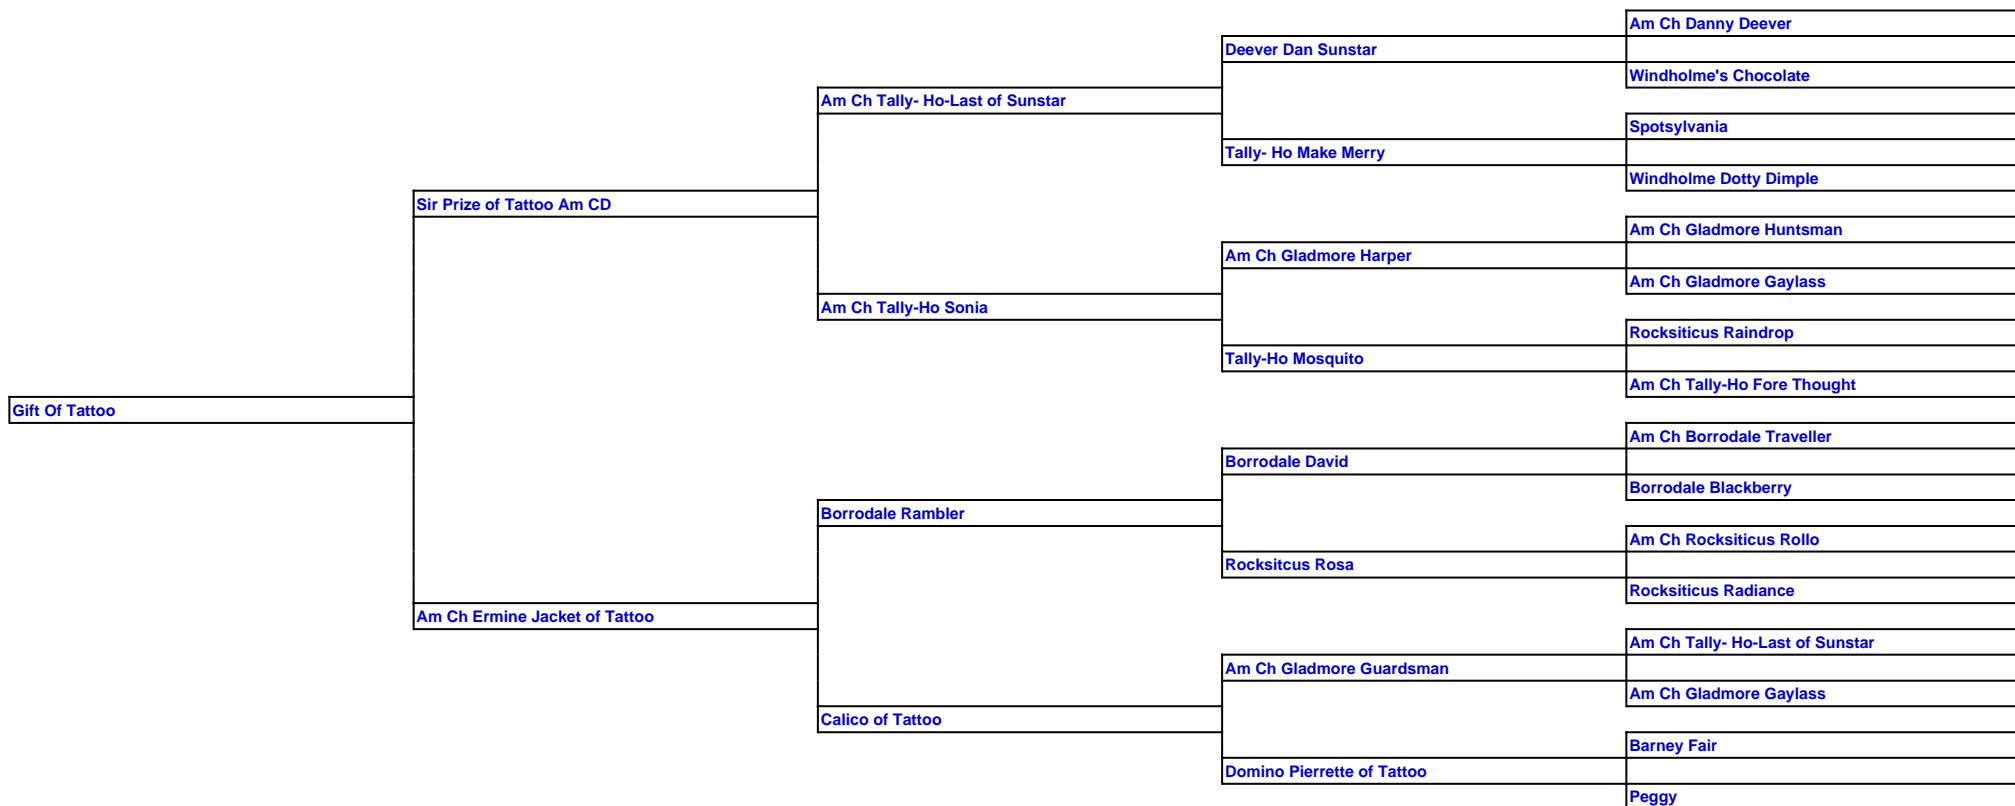 Am Ch Danny Deever
Deever Dan Sunstar
Windholme's Chocolate
Am Ch Tally- Ho-Last of Sunstar
Spotsylvania
Tally- Ho Make Merry
Windholme Dotty Dimple
Sir Prize of Tattoo Am CD
Am Ch Gladmore Huntsman
Am Ch Gladmore Harper
Am Ch Gladmore Gaylass
Am Ch Tally-Ho Sonia
Rocksiticus Raindrop
Tally-Ho Mosquito
Am Ch Tally-Ho Fore Thought
Gift Of Tattoo
Am Ch Borrodale Traveller
Borrodale David
Borrodale Blackberry
Borrodale Rambler
Am Ch Rocksiticus Rollo
Rocksitcus Rosa
Rocksiticus Radiance
Am Ch Ermine Jacket of Tattoo
Am Ch Tally- Ho-Last of Sunstar
Am Ch Gladmore Guardsman
Am Ch Gladmore Gaylass
Calico of Tattoo
Barney Fair
Domino Pierrette of Tattoo
Peggy